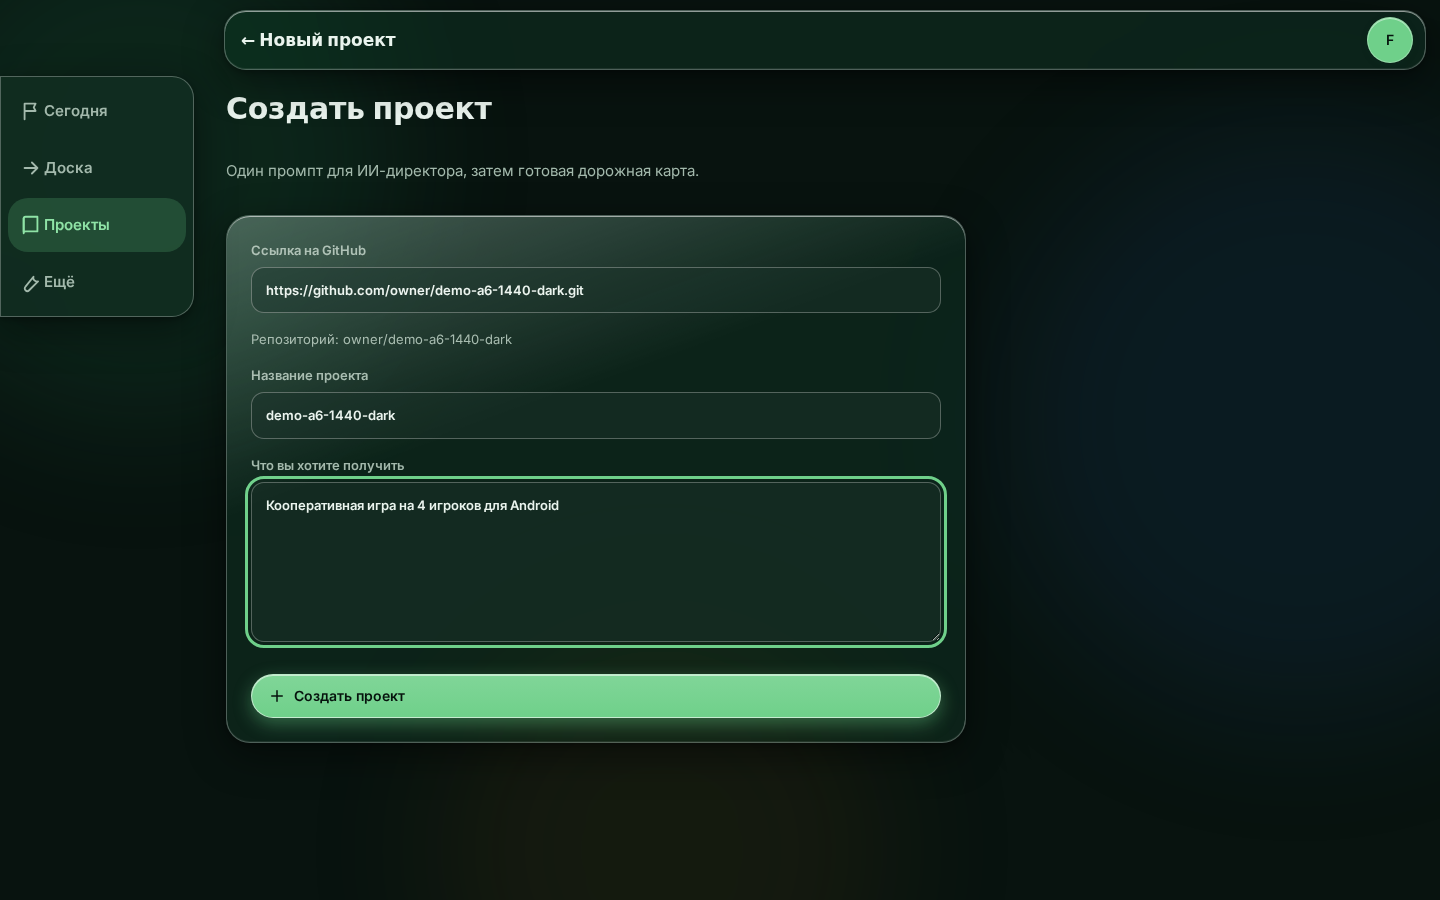 ← Новый проект
F
Сегодня
Доска
Проекты
Ещё
Создать проект
Один промпт для ИИ-директора, затем готовая дорожная карта.
Ссылка на GitHub
https://github.com/owner/demo-a6-1440-dark.git
Репозиторий: owner/demo-a6-1440-dark
Название проекта
demo-a6-1440-dark
Что вы хотите получить
Кооперативная игра на 4 игроков для Android
+ Создать проект